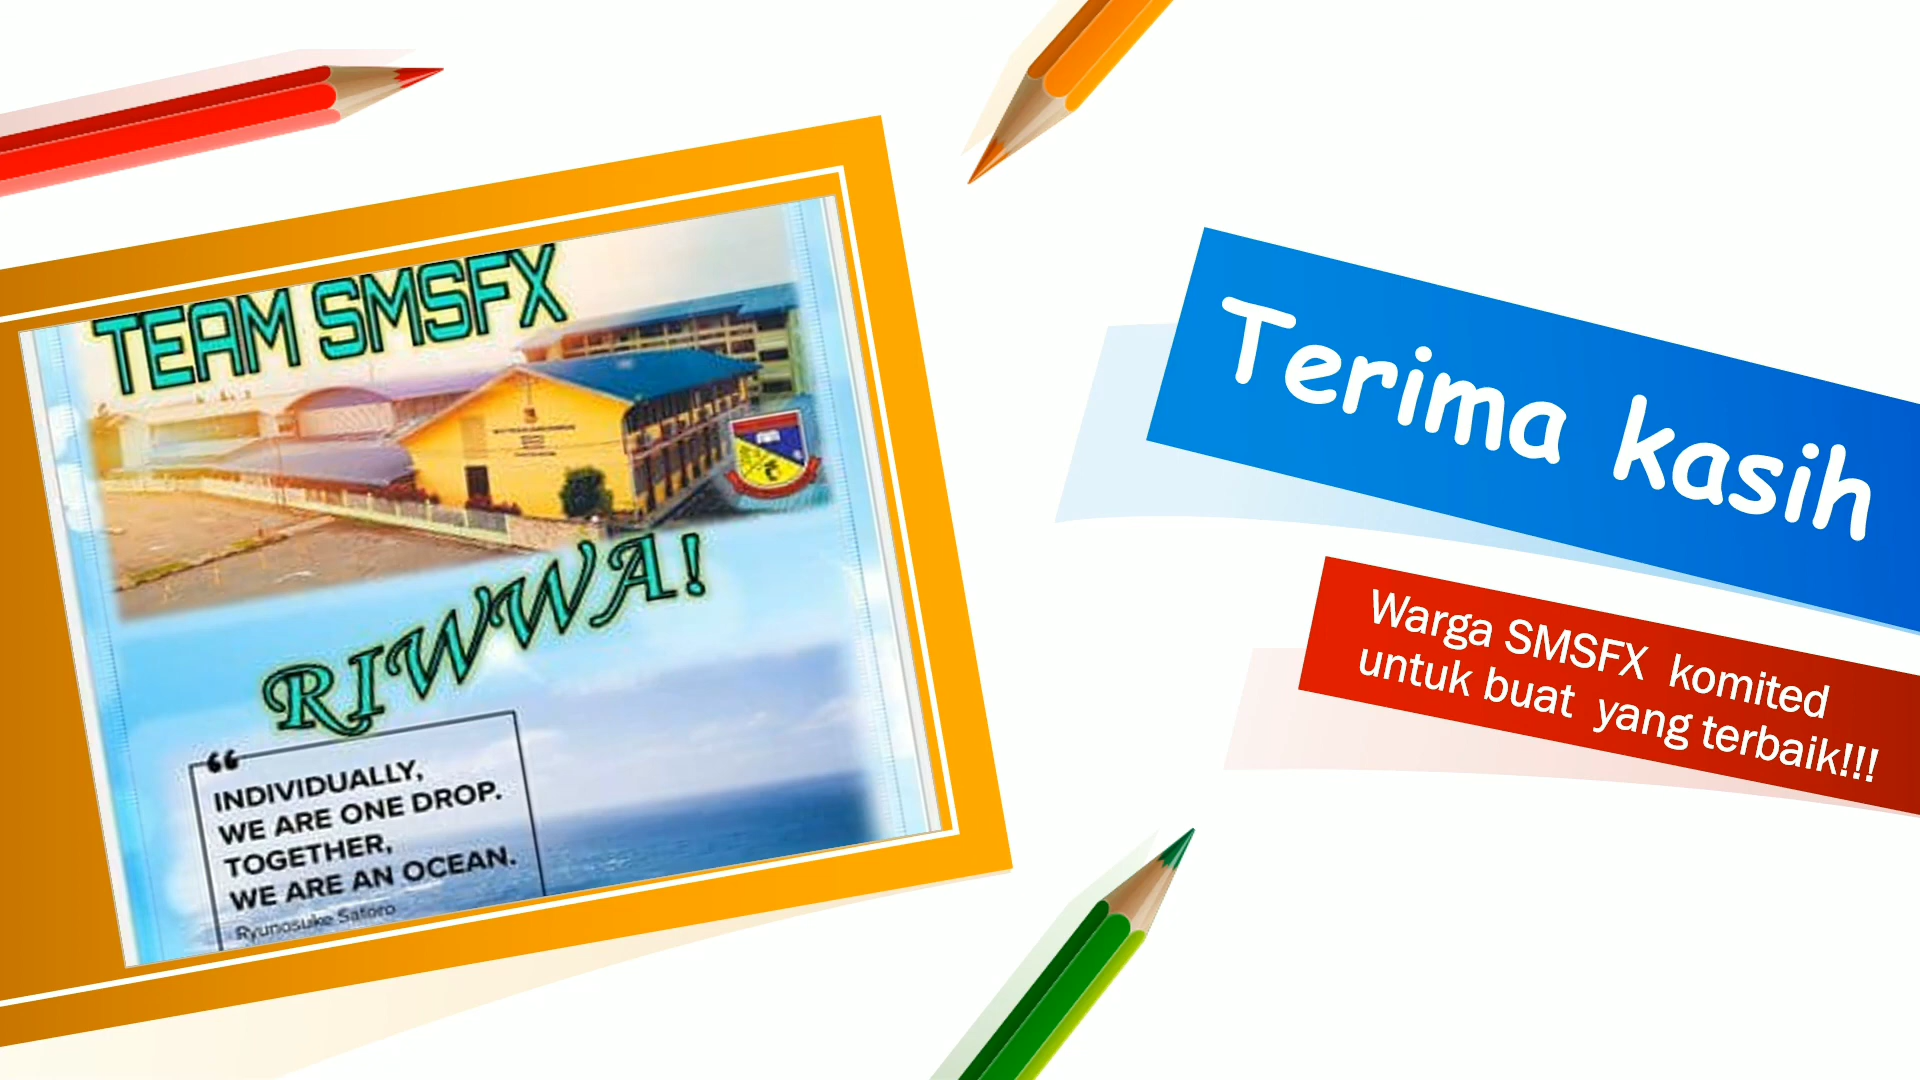 TEAM SMSFX
RIWWA!
“
INDIVIDUALLY,
WE ARE ONE DROP.
TOGETHER,
WE ARE AN OCEAN.
Ryunosuke Satoro
Terima kasih
Warga SMSFX komited
untuk buat yang terbaik!!!